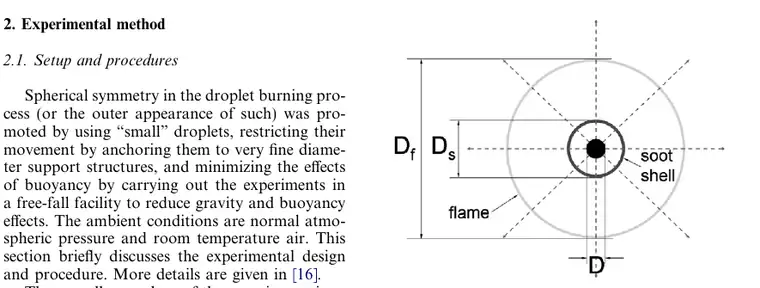 2. Experimental method
2.1. Setup and procedures
Spherical symmetry in the droplet burning pro-
cess (or the outer appearance of such) was pro-
moted by using “small” droplets, restricting their
movement by anchoring them to very fine diame-
ter support structures, and minimizing the effects
of buoyancy by carrying out the experiments in
a free-fall facility to reduce gravity and buoyancy
effects. The ambient conditions are normal atmo-
spheric pressure and room temperature air. This
section briefly discusses the experimental design
and procedure. More details are given in [16].
Df Ds
soot
shell
flame
D